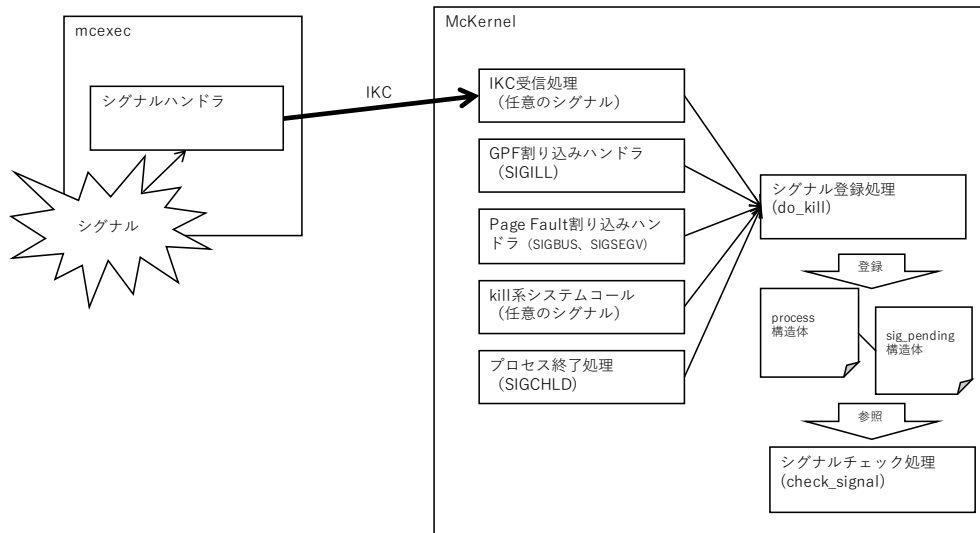 mcexec
シグナルハンドラ
シグナル
IKC
McKernel
IKC受信処理
（任意のシグナル）
GPF割り込みハンドラ
（SIGILL）
Page Fault割り込みハン
ドラ（SIGBUS、SIGSEGV）
kill系システムコール
（任意のシグナル）
プロセス終了処理
（SIGCHLD）
シグナル登録処理
(do_kill)
登録
process
構造体
sig_pending
構造体
参照
シグナルチェック処理
(check_signal)